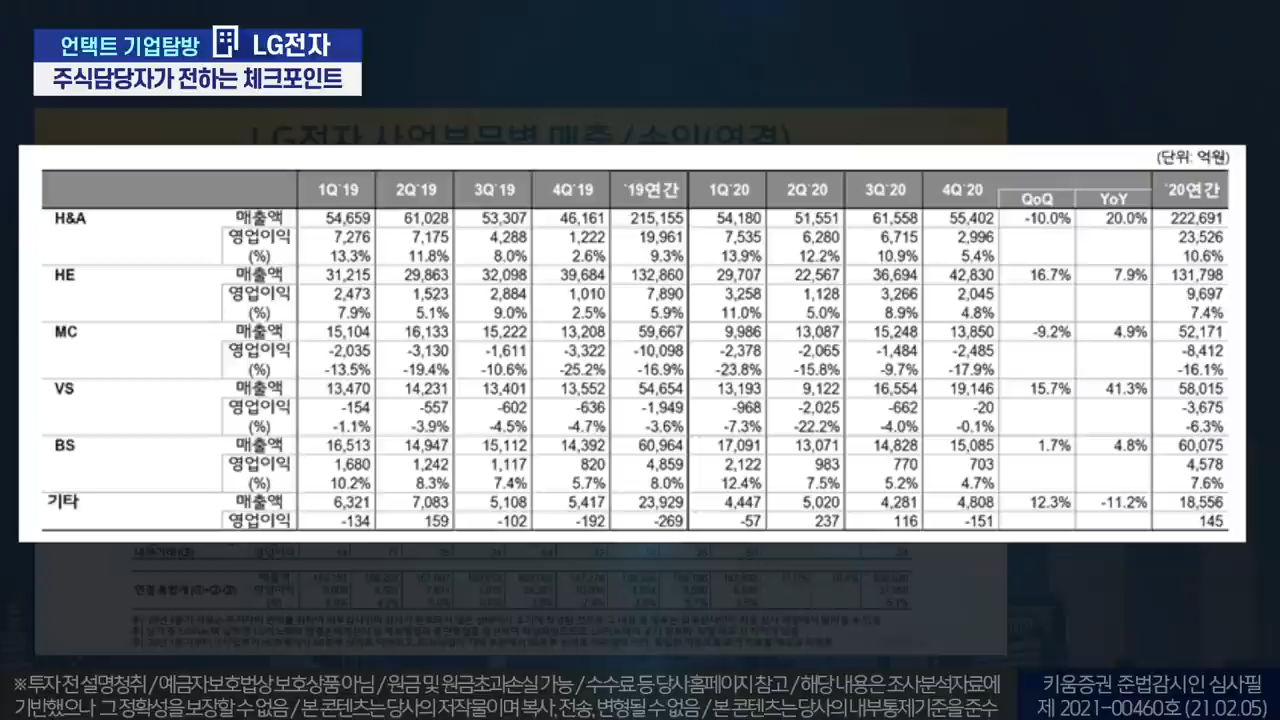 언택트 기업탐방 LG전자
주식담당자가 전하는 체크포인트
LG전자 사업부문별 매출 / 손익(연결)
(단위: 억원)
1Q`19 2Q`19 3Q`19 4Q`19 `19연간 1Q`20 2Q`20 3Q`20 4Q`20 QoQ YoY `20연간
H&A 매출액 54,659 61,028 53,307 46,161 215,155 54,180 51,551 61,558 55,402 -10.0% 20.0% 222,691
영업이익 7,276 7,175 4,288 1,222 19,961 7,535 6,280 6,715 2,996 23,526
(%) 13.3% 11.8% 8.0% 2.6% 9.3% 13.9% 12.2% 10.9% 5.4% 10.6%
HE 매출액 31,215 29,863 32,098 39,684 132,860 29,707 22,567 36,694 42,830 16.7% 7.9% 131,798
영업이익 2,473 1,523 2,884 1,010 7,890 3,258 1,128 3,266 2,045 9,697
(%) 7.9% 5.1% 9.0% 2.5% 5.9% 11.0% 5.0% 8.9% 4.8% 7.4%
MC 매출액 15,104 16,133 15,222 13,208 59,667 9,986 13,087 15,248 13,850 -9.2% 4.9% 52,171
영업이익 -2,035 -3,130 -1,611 -3,322 -10,098 -2,378 -2,065 -1,484 -2,485 -8,412
(%) -13.5% -19.4% -10.6% -25.2% -16.9% -23.8% -15.8% -9.7% -17.9% -16.1%
VS 매출액 13,470 14,231 13,401 13,552 54,654 13,193 9,122 16,554 19,146 15.7% 41.3% 58,015
영업이익 -154 -557 -602 -636 -1,949 -968 -2,025 -662 -20 -3,675
(%) -1.1% -3.9% -4.5% -4.7% -3.6% -7.3% -22.2% -4.0% -0.1% -6.3%
BS 매출액 16,513 14,947 15,112 14,392 60,964 17,091 13,071 14,828 15,085 1.7% 4.8% 60,075
영업이익 1,680 1,242 1,117 820 4,859 2,122 983 770 703 4,578
(%) 10.2% 8.3% 7.4% 5.7% 8.0% 12.4% 7.5% 5.2% 4.7% 7.6%
기타 매출액 6,321 7,083 5,108 5,417 23,929 4,447 5,020 4,281 4,808 12.3% -11.2% 18,556
영업이익 -134 159 -102 -192 -269 -57 237 116 -151 145
※ 투자 전 설명청취 / 예금자보호법상 보호상품 아님 / 원금 및 원금초과손실 가능 / 수수료 등 당사홈페이지 참고 / 해당 내용은 조사분석자료에
기반했으나 그 정확성을 보장할 수 없음 / 본 콘텐츠는 당사의 저작물이며 복사, 전송, 변형될 수 없음 / 본 콘텐츠는 당사의 내부통제기준을 준수
키움증권 준법감시인 심사필
제 2021-00460호 (21.02.05)